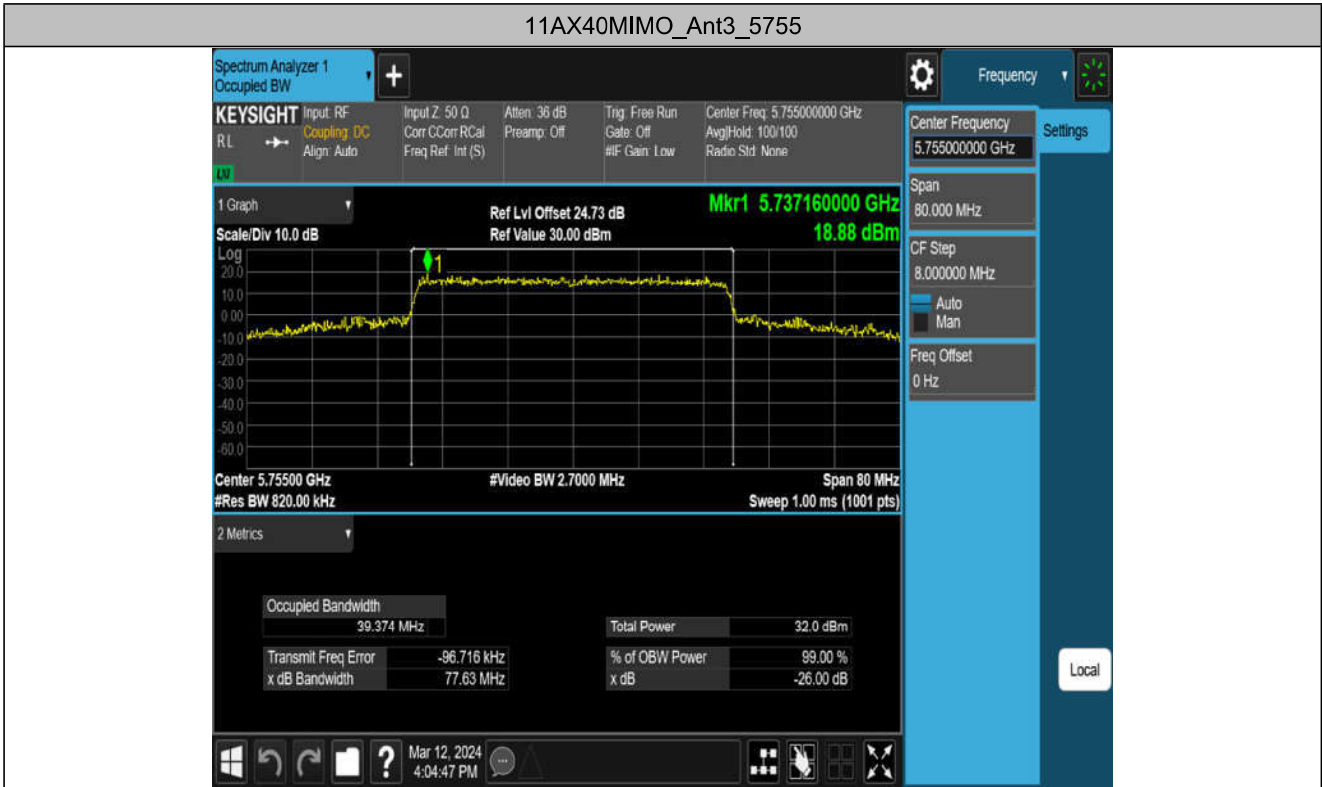 11AX40MIMO_Ant3_5755
Spectrum Analyzer 1
Occupied BW
+
Frequency
KEYSIGHT
R L
LXI
Input: RF
Coupling: DC
Align: Auto
Input Z: 50 Ω
Corr CCorr RCal
Freq Ref: Int (S)
Atten: 36 dB
Preamp: Off
Trig: Free Run
Gate: Off
#IF Gain: Low
Center Freq: 5.755000000 GHz
Avg|Hold: 100/100
Radio Std: None
Center Frequency
5.755000000 GHz
Settings
Span
80.000 MHz
CF Step
8.000000 MHz
Auto
Man
Freq Offset
0 Hz
Local
1 Graph
Scale/Div 10.0 dB
Ref Lvl Offset 24.73 dB
Ref Value 30.00 dBm
Mkr1 5.737160000 GHz
18.88 dBm
Log
1
20.0
10.0
0.00
-10.0
-20.0
-30.0
-40.0
-50.0
-60.0
Center 5.75500 GHz
#Video BW 2.7000 MHz
Span 80 MHz
#Res BW 820.00 kHz
Sweep 1.00 ms (1001 pts)
2 Metrics
Occupied Bandwidth
39.374 MHz
Total Power 32.0 dBm
Transmit Freq Error -96.716 kHz
% of OBW Power 99.00 %
x dB Bandwidth 77.63 MHz
x dB -26.00 dB
?
Mar 12, 2024
4:04:47 PM